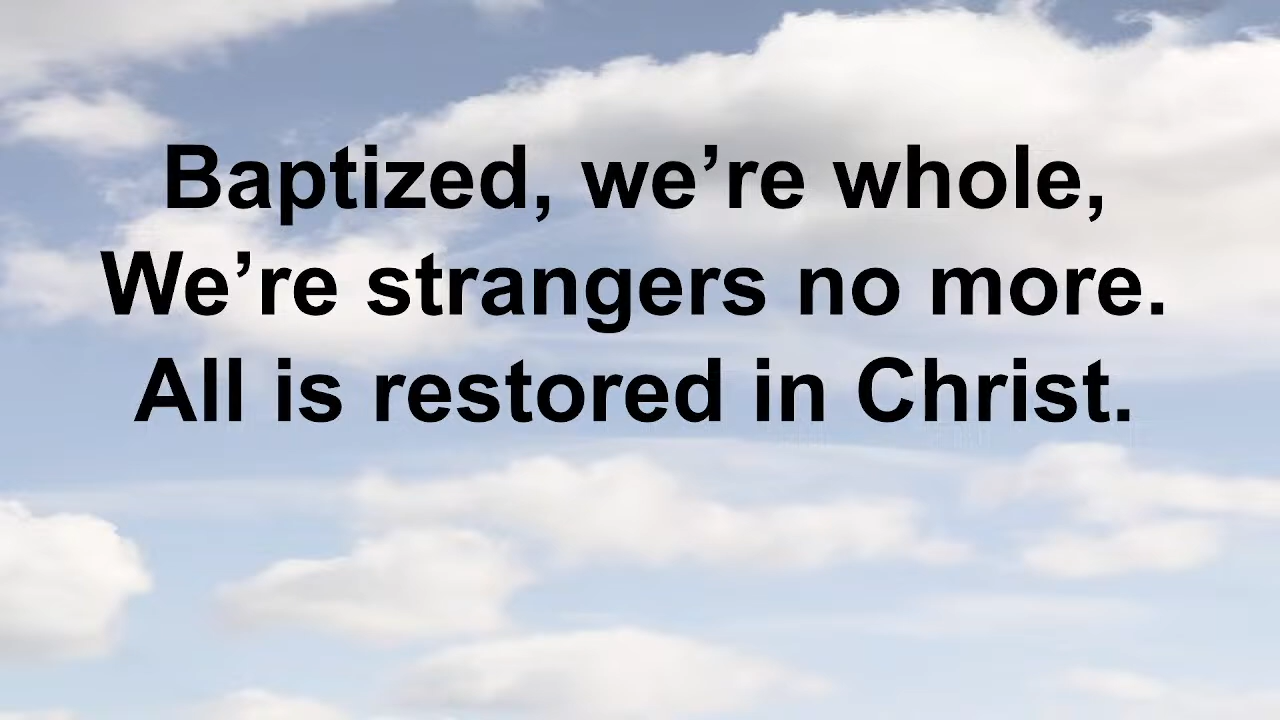 Baptized, we’re whole,
We’re strangers no more.
All is restored in Christ.